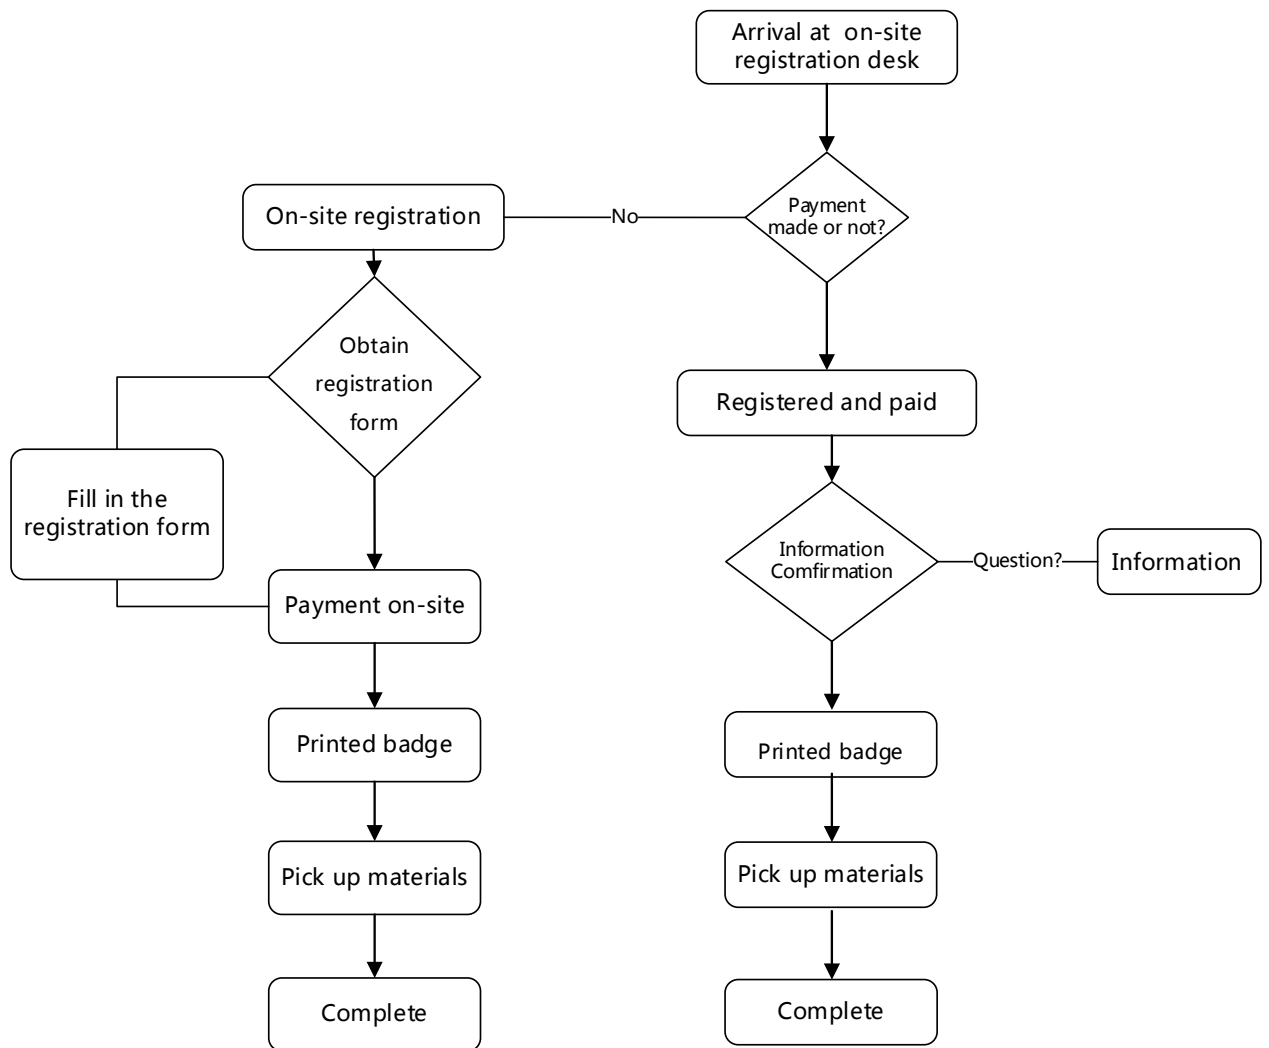 Arrival at on-site
registration desk
Payment
made or not?
No
On-site registration
Obtain
registration
form
Fill in the
registration form
Payment on-site
Printed badge
Pick up materials
Complete
Registered and paid
Information
Comfirmation
Question?
Information
Printed badge
Pick up materials
Complete